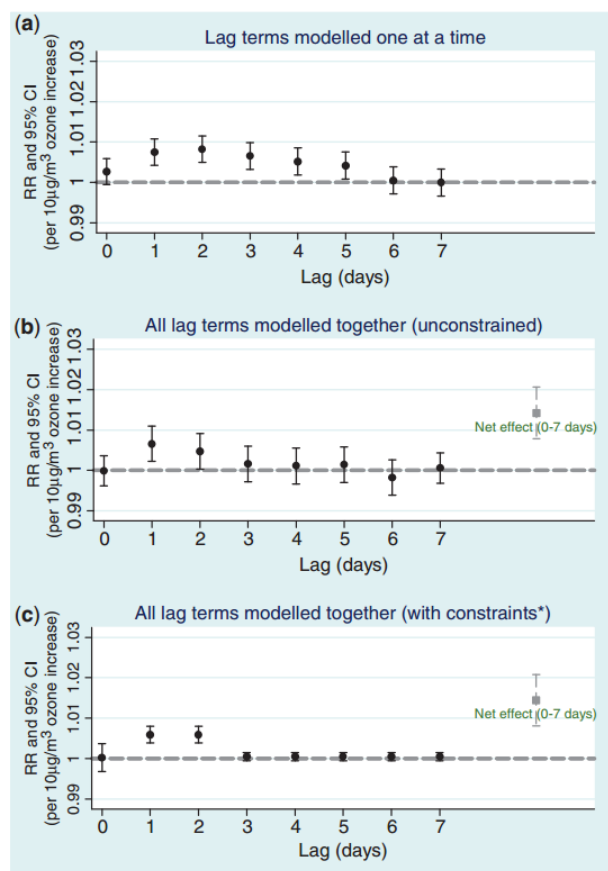 (a)
Lag terms modelled one at a time
RR and 95% CI
(per 10µg/m³ ozone increase)
1.03
1.02
1.01
1
0.99
0 1 2 3 4 5 6 7
Lag (days)
(b)
All lag terms modelled together (unconstrained)
RR and 95% CI
(per 10µg/m³ ozone increase)
1.03
1.02
1.01
1
0.99
Net effect (0-7 days)
0 1 2 3 4 5 6 7
Lag (days)
(c)
All lag terms modelled together (with constraints*)
RR and 95% CI
(per 10µg/m³ ozone increase)
1.03
1.02
1.01
1
0.99
Net effect (0-7 days)
0 1 2 3 4 5 6 7
Lag (days)